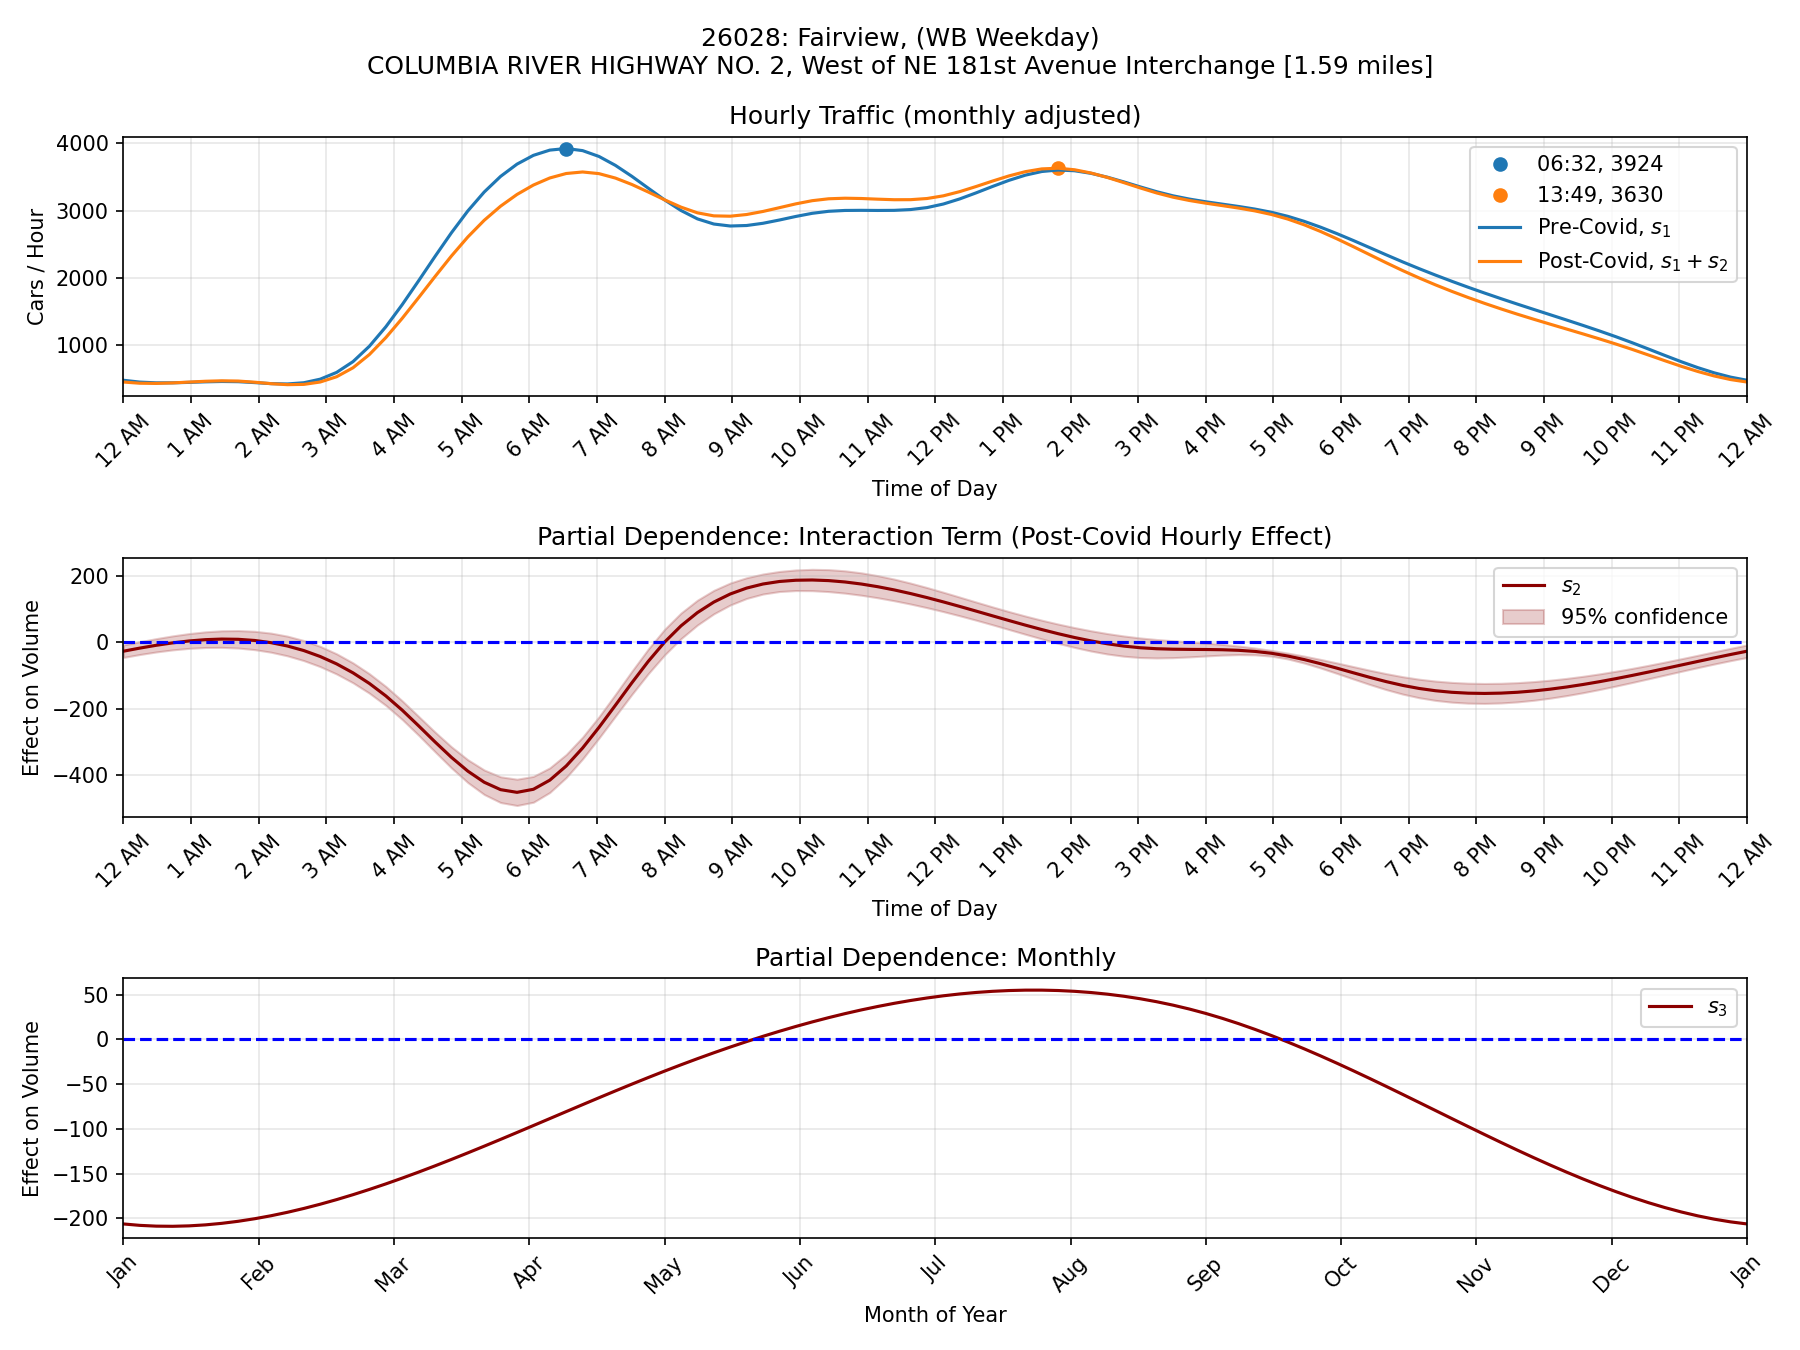 26028: Fairview, (WB Weekday)
COLUMBIA RIVER HIGHWAY NO. 2, West of NE 181st Avenue Interchange [1.59 miles]
Hourly Traffic (monthly adjusted)
Cars / Hour
4000
3000
2000
1000
06:32, 3924
13:49, 3630
Pre-Covid, s₁
Post-Covid, s₁ + s₂
12 AM 1 AM 2 AM 3 AM 4 AM 5 AM 6 AM 7 AM 8 AM 9 AM 10 AM 11 AM 12 PM 1 PM 2 PM 3 PM 4 PM 5 PM 6 PM 7 PM 8 PM 9 PM 10 PM 11 PM 12 AM
Time of Day
Partial Dependence: Interaction Term (Post-Covid Hourly Effect)
Effect on Volume
200
0
−200
−400
s₂
95% confidence
12 AM 1 AM 2 AM 3 AM 4 AM 5 AM 6 AM 7 AM 8 AM 9 AM 10 AM 11 AM 12 PM 1 PM 2 PM 3 PM 4 PM 5 PM 6 PM 7 PM 8 PM 9 PM 10 PM 11 PM 12 AM
Time of Day
Partial Dependence: Monthly
Effect on Volume
50
0
−50
−100
−150
−200
s₃
Jan Feb Mar Apr May Jun Jul Aug Sep Oct Nov Dec Jan
Month of Year